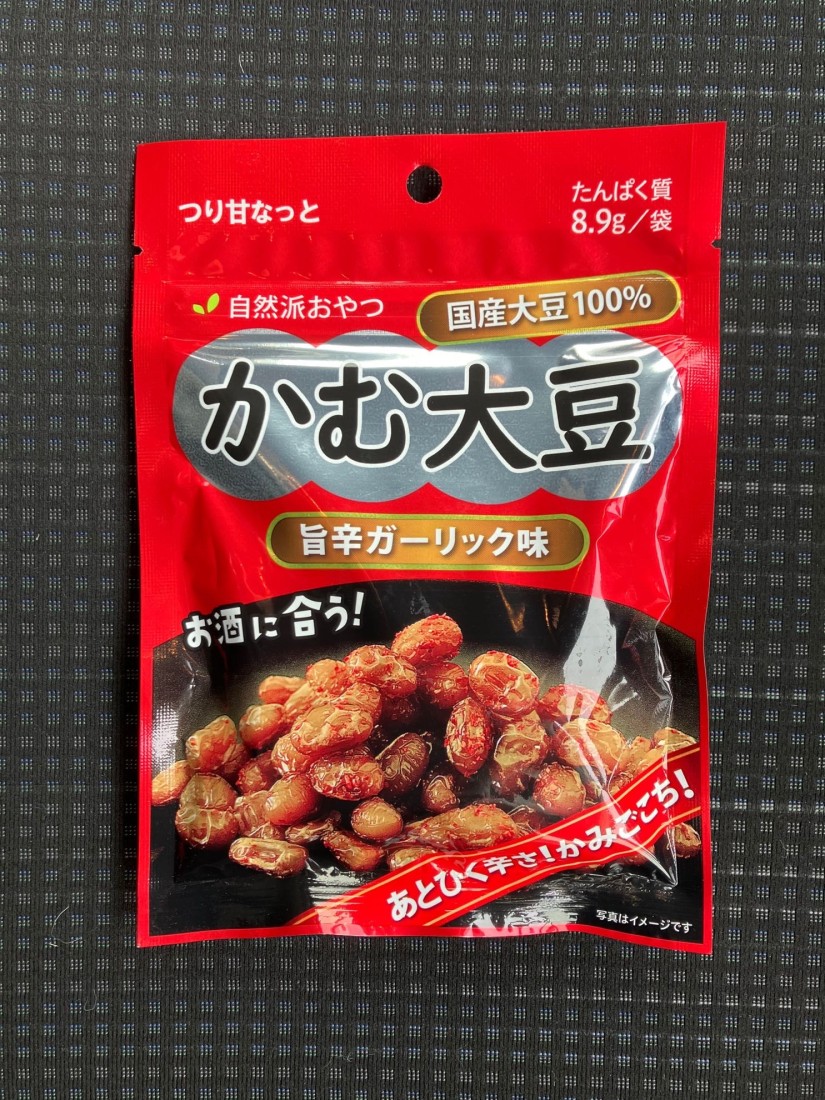 つり甘なっと
たんぱく質
8.9g／袋
自然派おやつ
国産大豆100%
かむ大豆
旨辛ガーリック味
お酒に合う!
あとひく辛さ!かみごこち!
写真はイメージです